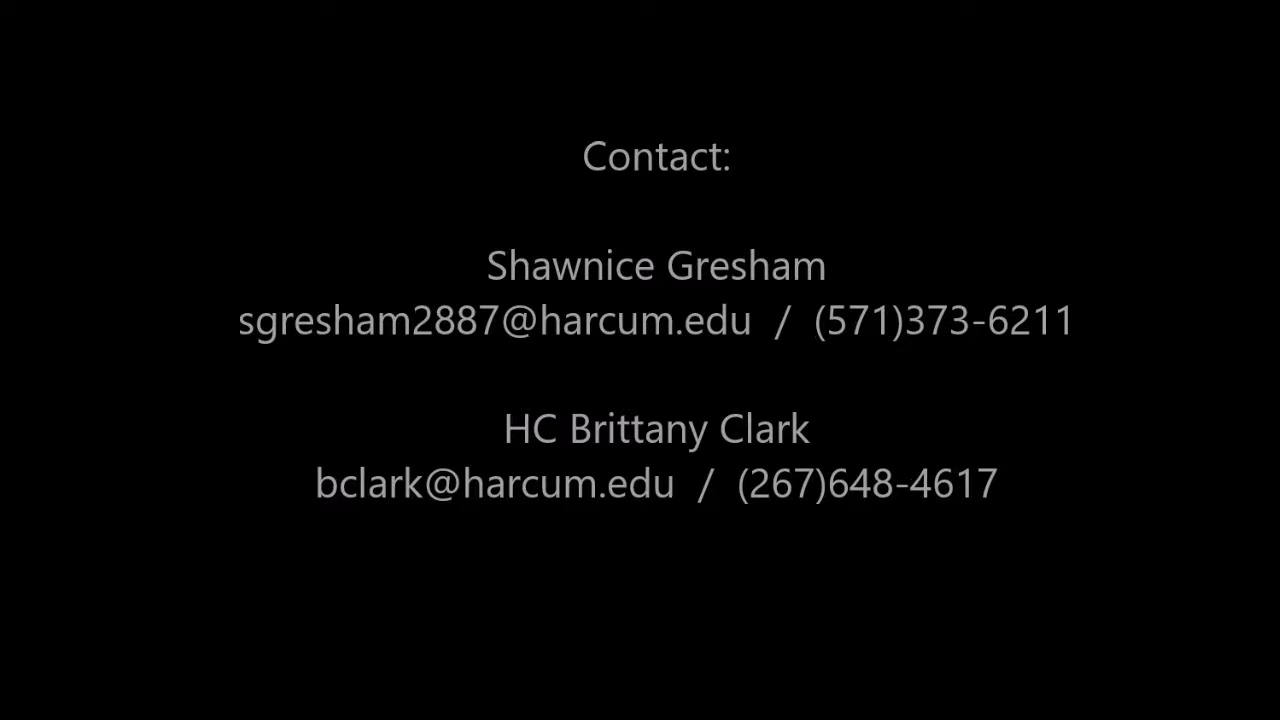 Contact:
Shawnice Gresham
sgresham2887@harcum.edu / (571)373-6211
HC Brittany Clark
bclark@harcum.edu / (267)648-4617